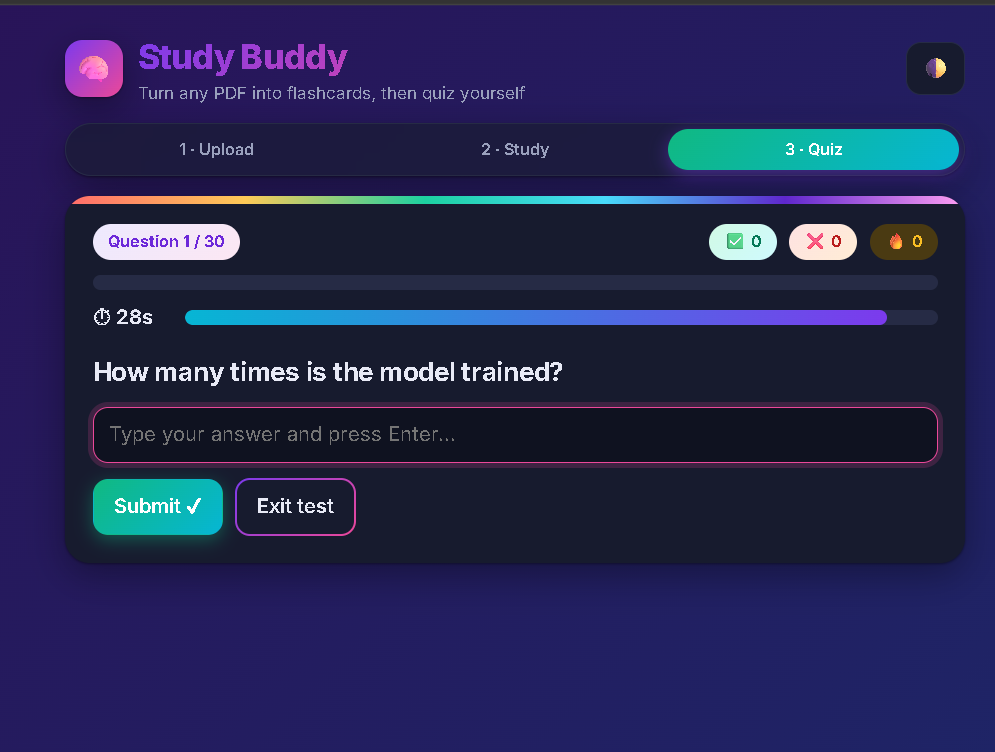 Study Buddy
Turn any PDF into flashcards, then quiz yourself
1 · Upload
2 · Study
3 · Quiz
Question 1 / 30
✅ 0
❌ 0
🔥 0
⏱ 28s
How many times is the model trained?
Type your answer and press Enter...
Submit ✓
Exit test